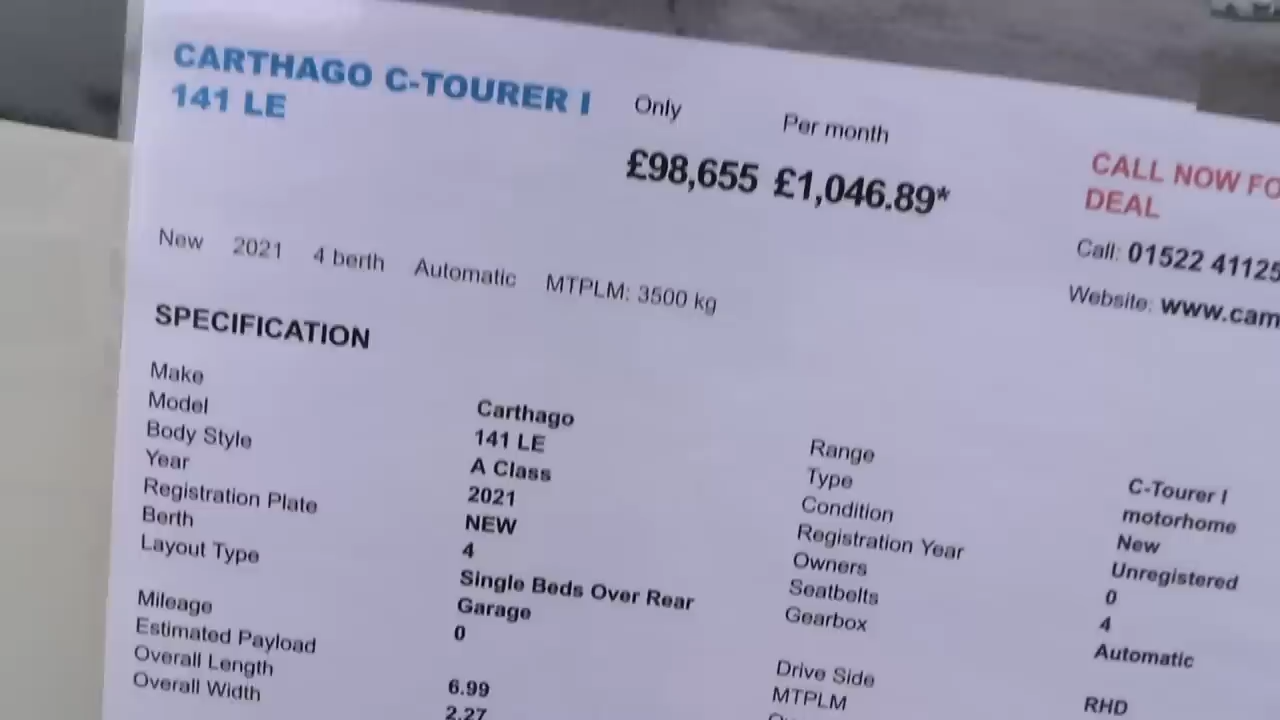 CARTHAGO C-TOURER I
141 LE
Only
Per month
£98,655 £1,046.89*
CALL NOW FO
DEAL
Call: 01522 41125
Website: www.cam
New 2021 4 berth Automatic MTPLM: 3500 kg
SPECIFICATION
Make
Carthago
Model
141 LE
Body Style
A Class
Year
2021
Registration Plate
NEW
Berth
4
Layout Type
Single Beds Over Rear
Garage
Mileage
0
Estimated Payload
Overall Length
6.99
Overall Width
2.27
Range
C-Tourer I
Type
motorhome
Condition
New
Registration Year
Unregistered
Owners
0
Seatbelts
4
Gearbox
Automatic
Drive Side
RHD
MTPLM